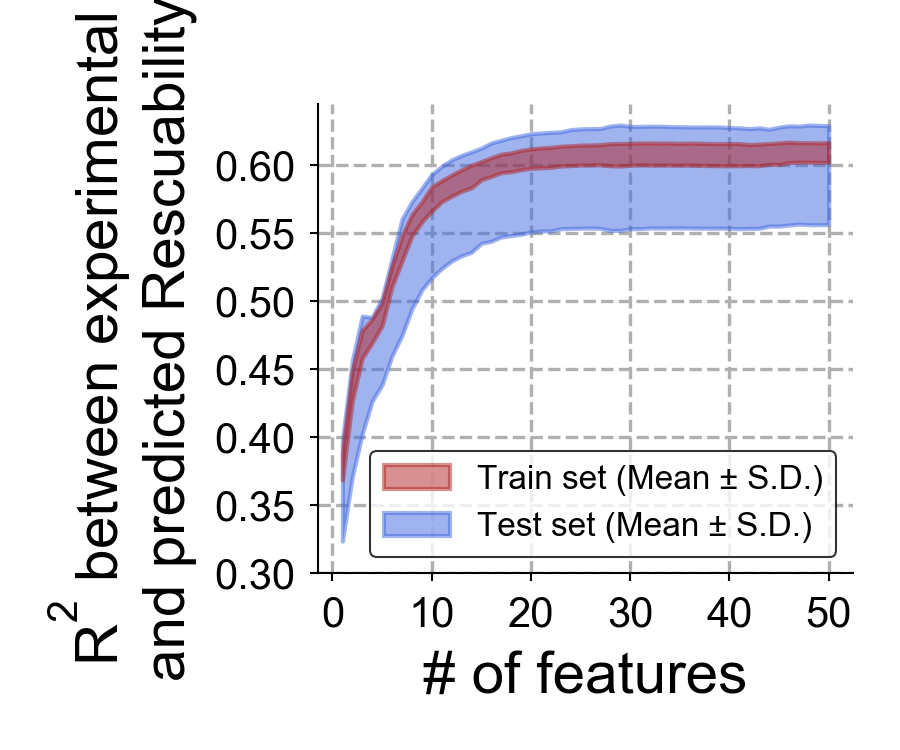 R² between experimental
and predicted Rescuability
0.60
0.55
0.50
0.45
0.40
0.35
0.30
Train set (Mean ± S.D.)
Test set (Mean ± S.D.)
0 10 20 30 40 50
# of features